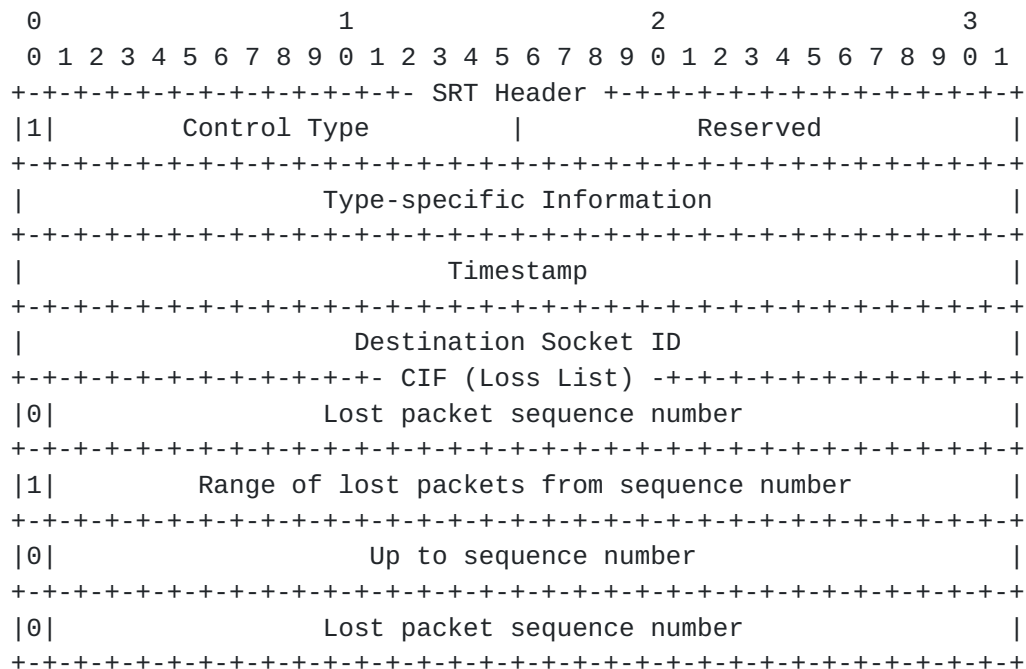 0                   1                   2                   3
 0 1 2 3 4 5 6 7 8 9 0 1 2 3 4 5 6 7 8 9 0 1 2 3 4 5 6 7 8 9 0 1
+-+-+-+-+-+-+-+-+-+-+-+-+- SRT Header +-+-+-+-+-+-+-+-+-+-+-+-+-+
|1|        Control Type         |           Reserved            |
+-+-+-+-+-+-+-+-+-+-+-+-+-+-+-+-+-+-+-+-+-+-+-+-+-+-+-+-+-+-+-+-+
|                   Type-specific Information                   |
+-+-+-+-+-+-+-+-+-+-+-+-+-+-+-+-+-+-+-+-+-+-+-+-+-+-+-+-+-+-+-+-+
|                           Timestamp                           |
+-+-+-+-+-+-+-+-+-+-+-+-+-+-+-+-+-+-+-+-+-+-+-+-+-+-+-+-+-+-+-+-+
|                     Destination Socket ID                     |
+-+-+-+-+-+-+-+-+-+-+-+- CIF (Loss List) -+-+-+-+-+-+-+-+-+-+-+-+
|0|                 Lost packet sequence number                 |
+-+-+-+-+-+-+-+-+-+-+-+-+-+-+-+-+-+-+-+-+-+-+-+-+-+-+-+-+-+-+-+-+
|1|         Range of lost packets from sequence number          |
+-+-+-+-+-+-+-+-+-+-+-+-+-+-+-+-+-+-+-+-+-+-+-+-+-+-+-+-+-+-+-+-+
|0|                    Up to sequence number                    |
+-+-+-+-+-+-+-+-+-+-+-+-+-+-+-+-+-+-+-+-+-+-+-+-+-+-+-+-+-+-+-+-+
|0|                 Lost packet sequence number                 |
+-+-+-+-+-+-+-+-+-+-+-+-+-+-+-+-+-+-+-+-+-+-+-+-+-+-+-+-+-+-+-+-+